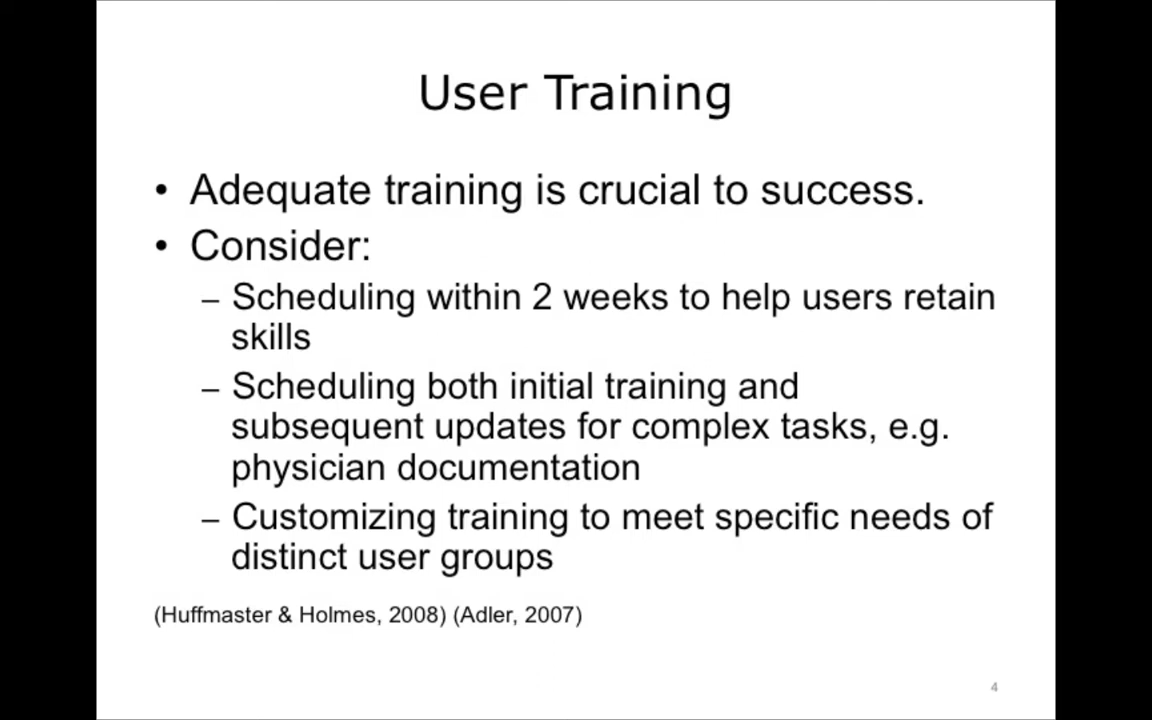 User Training
• Adequate training is crucial to success.
• Consider:
– Scheduling within 2 weeks to help users retain
skills
– Scheduling both initial training and
subsequent updates for complex tasks, e.g.
physician documentation
– Customizing training to meet specific needs of
distinct user groups
(Huffmaster & Holmes, 2008) (Adler, 2007)
4